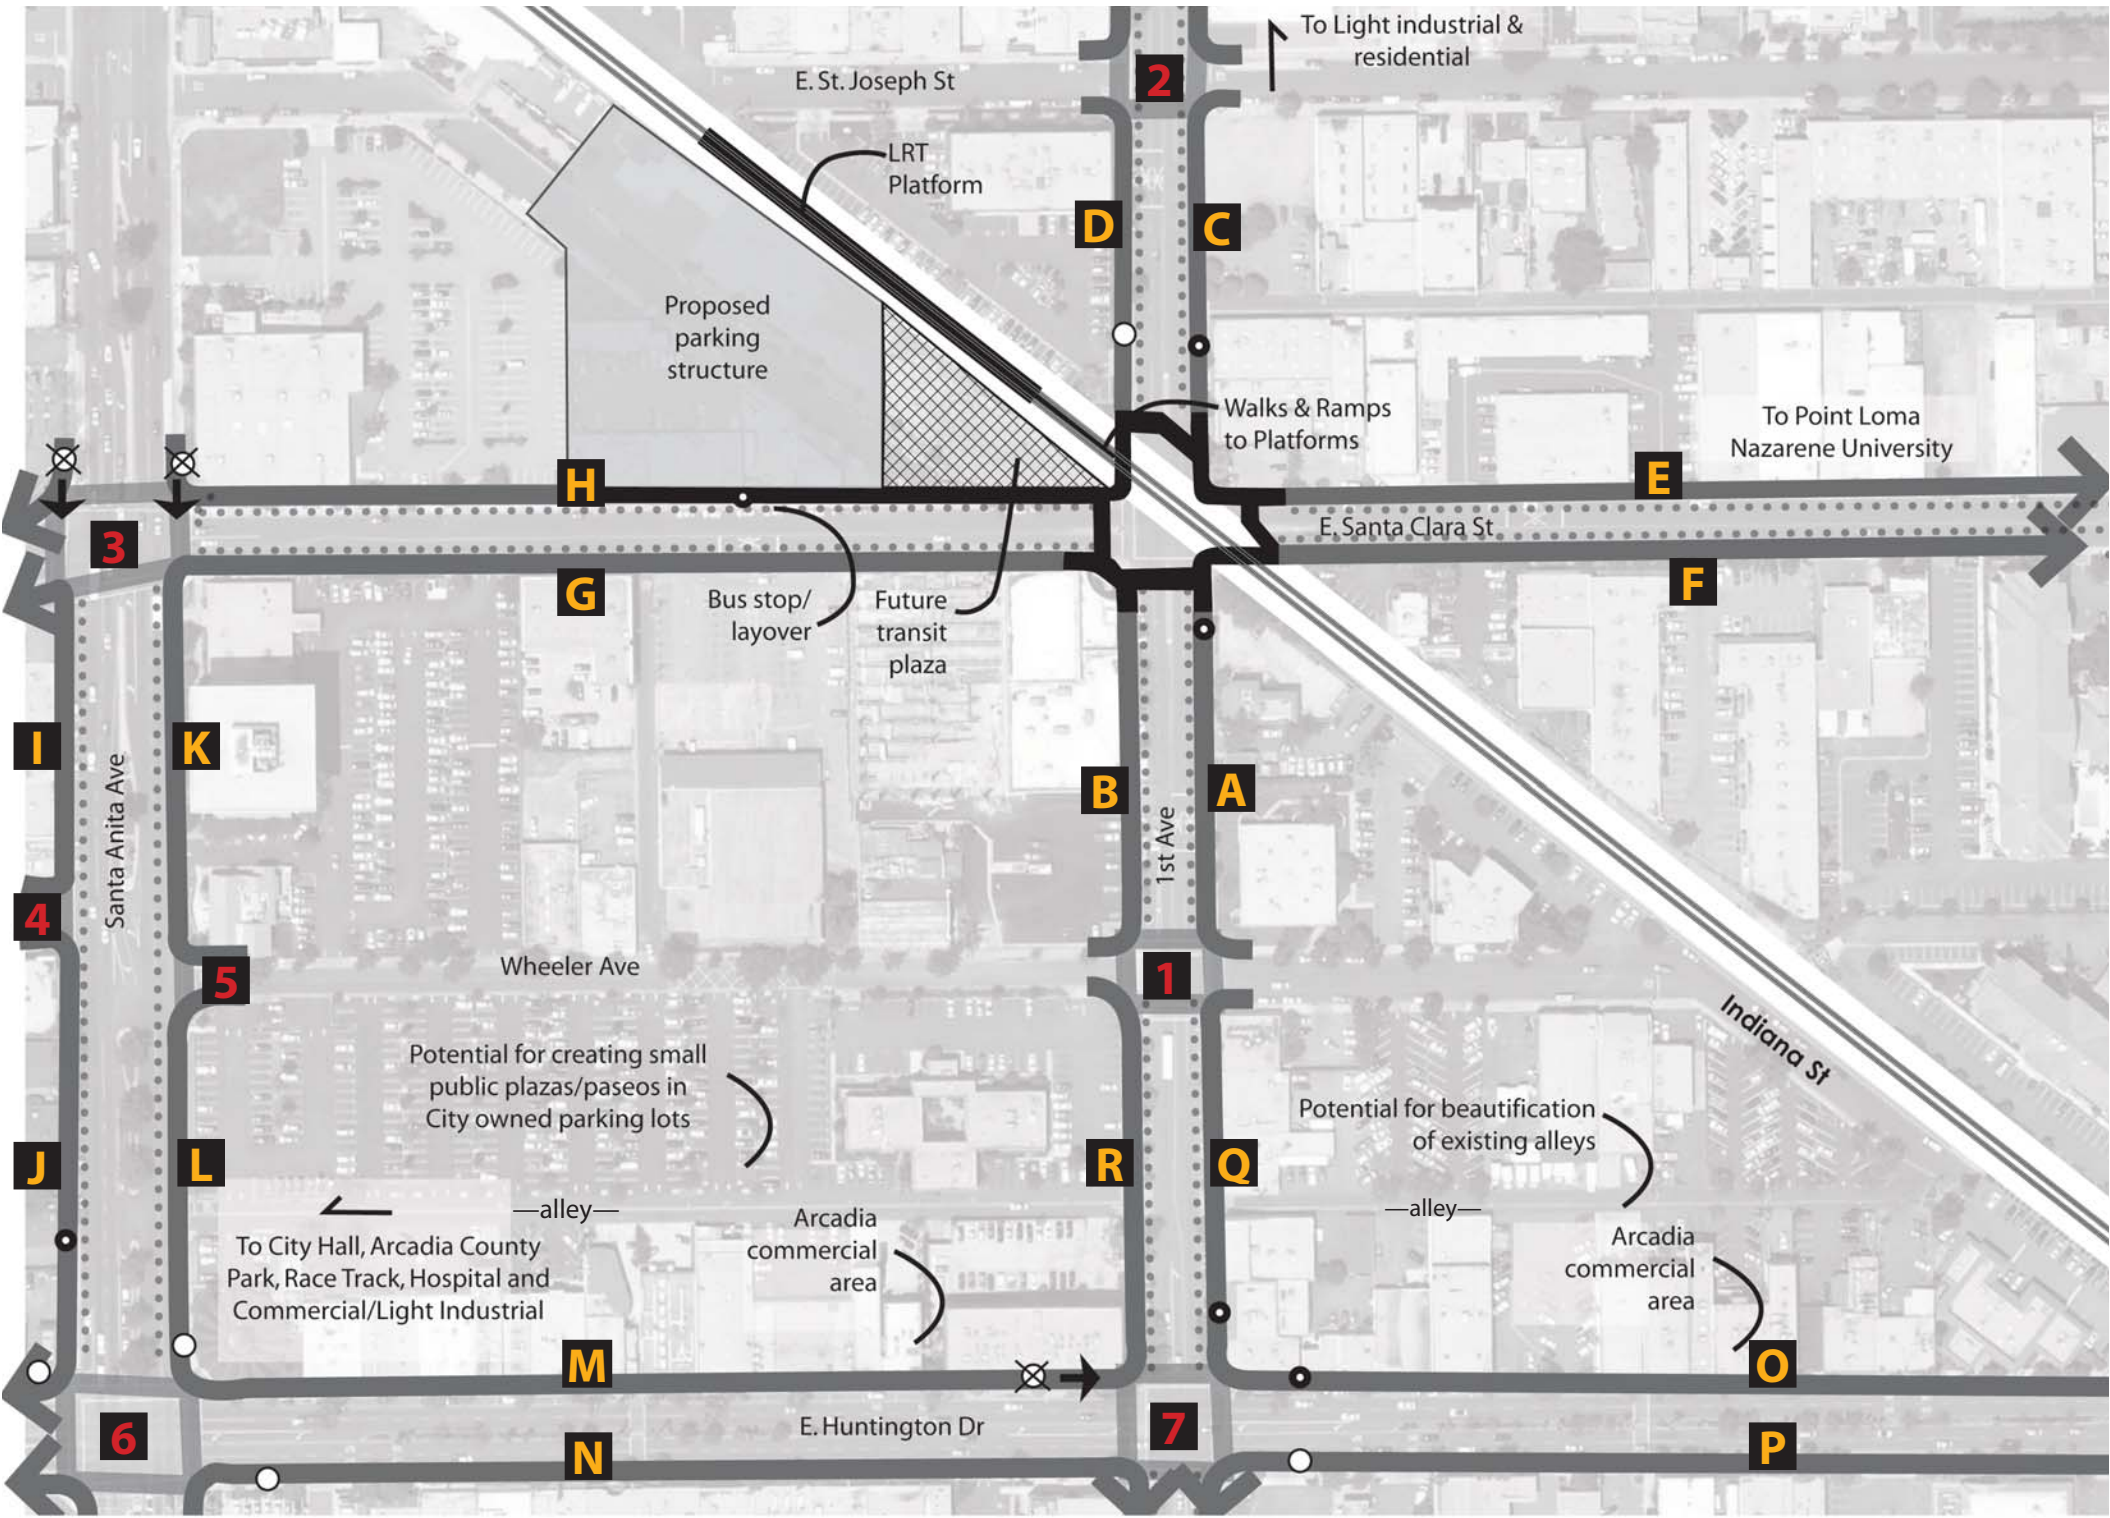 To Light industrial &
residential
2
E. St. Joseph St
LRT
Platform
D
C
Proposed
parking
structure
Walks & Ramps
to Platforms
To Point Loma
Nazarene University
H
E
E. Santa Clara St
3
G
F
Bus stop/
layover
Future
transit
plaza
I
K
Santa Anita Ave
B
A
1st Ave
4
5
Wheeler Ave
1
Indiana St
Potential for creating small
public plazas/paseos in
City owned parking lots
Potential for beautification
of existing alleys
J
L
R
Q
—alley—
—alley—
To City Hall, Arcadia County
Park, Race Track, Hospital and
Commercial/Light Industrial
Arcadia
commercial
area
Arcadia
commercial
area
M
O
6
E. Huntington Dr
7
N
P